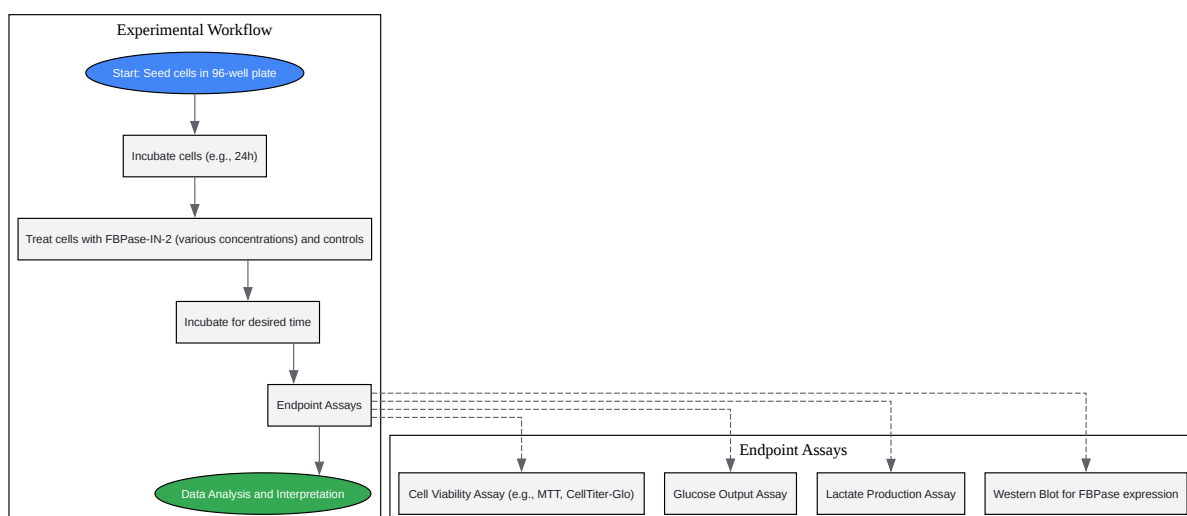 Experimental Workflow
Start: Seed cells in 96-well plate
Incubate cells (e.g., 24h)
Treat cells with FBPase-IN-2 (various concentrations) and controls
Incubate for desired time
Endpoint Assays
Data Analysis and Interpretation
Endpoint Assays
Cell Viability Assay (e.g., MTT, CellTiter-Glo)
Glucose Output Assay
Lactate Production Assay
Western Blot for FBPase expression